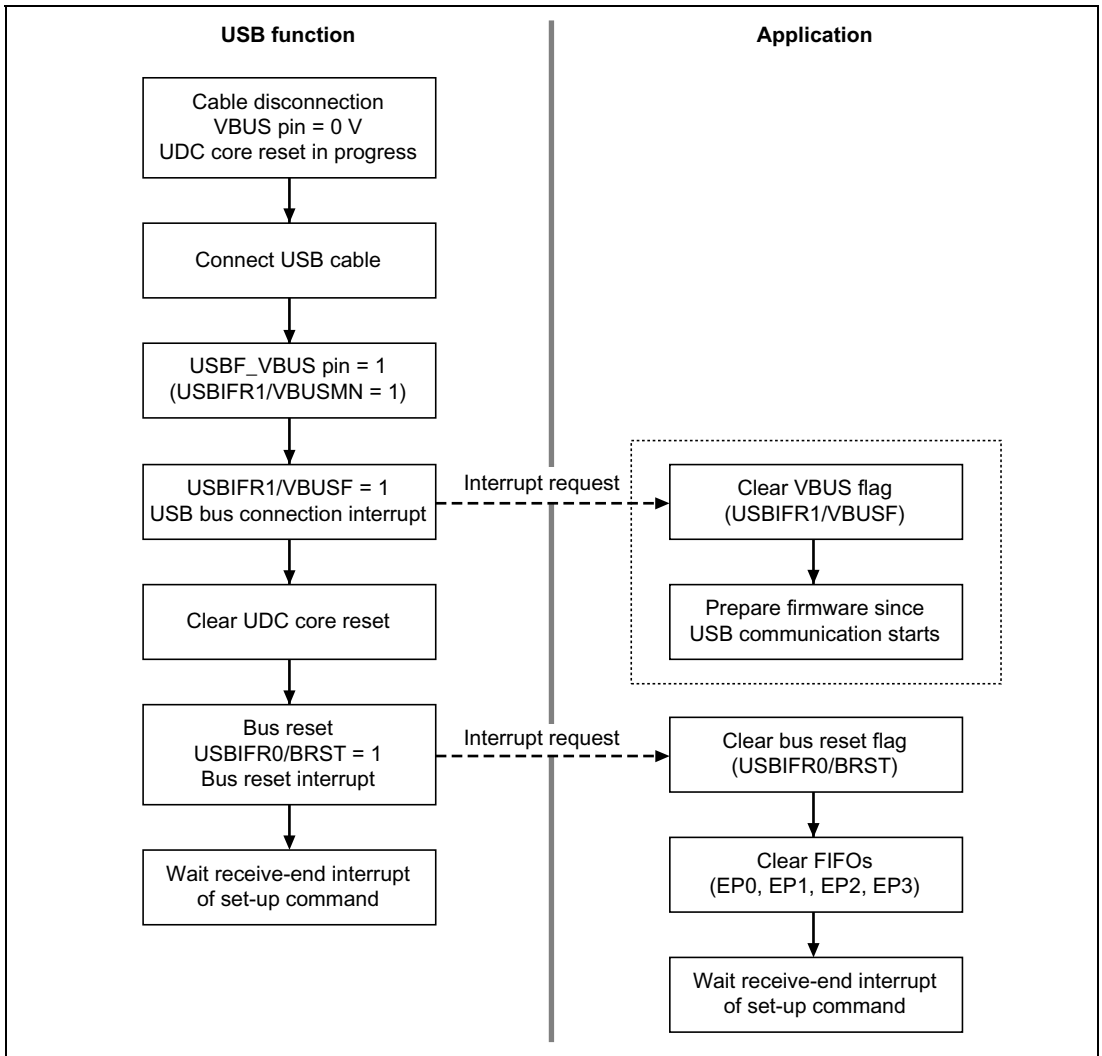 USB function
Application
Cable disconnection
VBUS pin = 0 V
UDC core reset in progress
Connect USB cable
USBF_VBUS pin = 1
(USBIFR1/VBUSMN = 1)
USBIFR1/VBUSF = 1
USB bus connection interrupt
Interrupt request
Clear VBUS flag
(USBIFR1/VBUSF)
Clear UDC core reset
Prepare firmware since
USB communication starts
Bus reset
USBIFR0/BRST = 1
Bus reset interrupt
Interrupt request
Clear bus reset flag
(USBIFR0/BRST)
Wait receive-end interrupt
of set-up command
Clear FIFOs
(EP0, EP1, EP2, EP3)
Wait receive-end interrupt
of set-up command